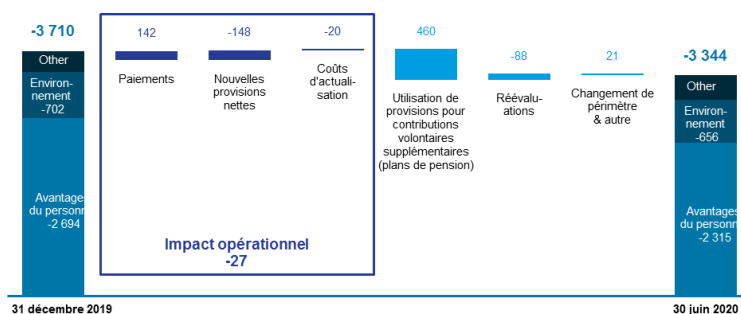 -3 710
Other
Environ-
nement
-702
Avantages
du personn
-2 694
142
Paiements
-148
Nouvelles
provisions
nettes
-20
Coûts
d'actuali-
sation
Impact opérationnel
-27
460
Utilisation de
provisions pour
contributions
volontaires
supplémentaires
(plans de pension)
-88
Réévalu-
ations
21
Changement de
périmètre
& autre
-3 344
Other
Environ-
nement
-656
Avantages
du personn
-2 315
31 décembre 2019
30 juin 2020